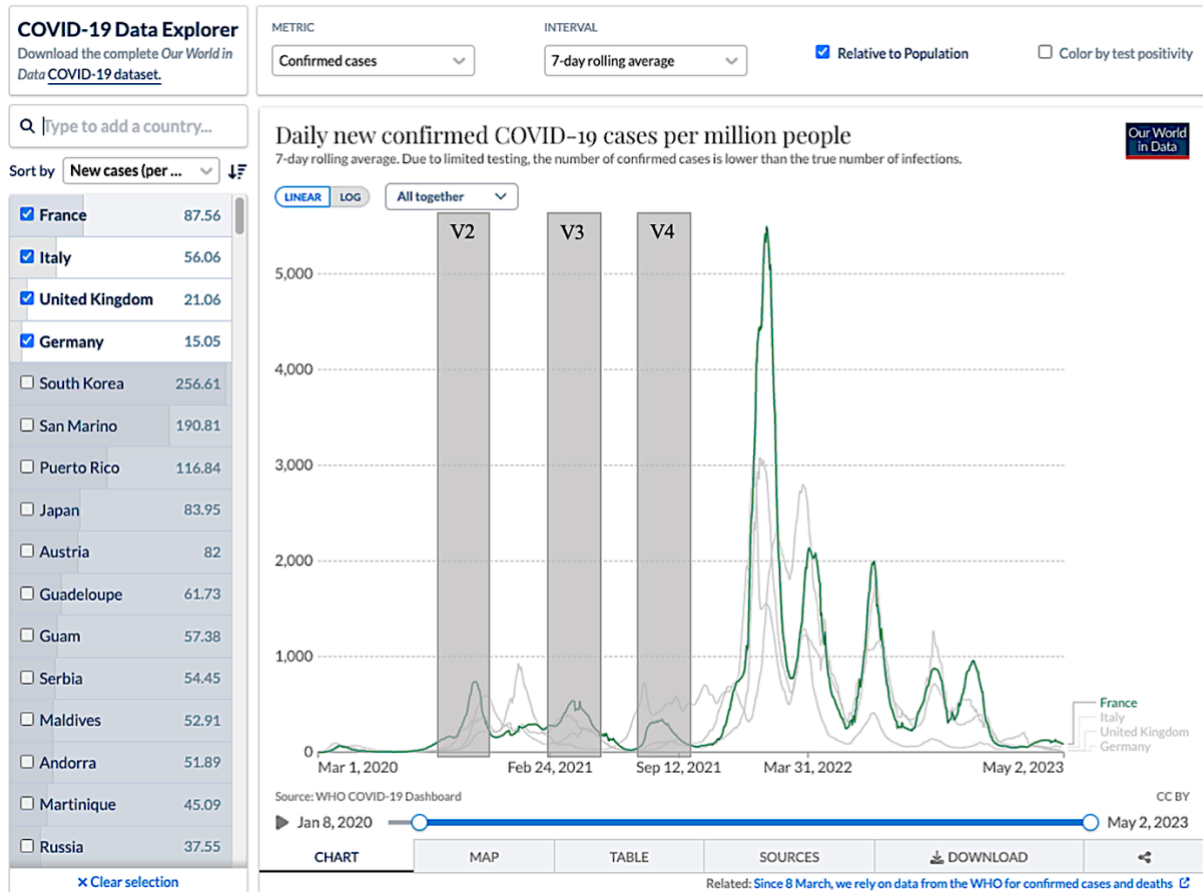 COVID-19 Data Explorer
Download the complete Our World in
Data COVID-19 dataset.
METRIC
Confirmed cases
INTERVAL
7-day rolling average
Relative to Population
Color by test positivity
Type to add a country...
Sort by New cases (per ...
France 87.56
Italy 56.06
United Kingdom 21.06
Germany 15.05
South Korea 256.61
San Marino 190.81
Puerto Rico 116.84
Japan 83.95
Austria 82
Guadeloupe 61.73
Guam 57.38
Serbia 54.45
Maldives 52.91
Andorra 51.89
Martinique 45.09
Russia 37.55
× Clear selection
Daily new confirmed COVID-19 cases per million people
7-day rolling average. Due to limited testing, the number of confirmed cases is lower than the true number of infections.
Our World
in Data
LINEAR LOG All together
V2 V3 V4
5,000
4,000
3,000
2,000
1,000
0
France
Italy
United Kingdom
Germany
Mar 1, 2020 Feb 24, 2021 Sep 12, 2021 Mar 31, 2022 May 2, 2023
Source: WHO COVID-19 Dashboard CC BY
Jan 8, 2020 May 2, 2023
CHART MAP TABLE SOURCES DOWNLOAD
Related: Since 8 March, we rely on data from the WHO for confirmed cases and deaths